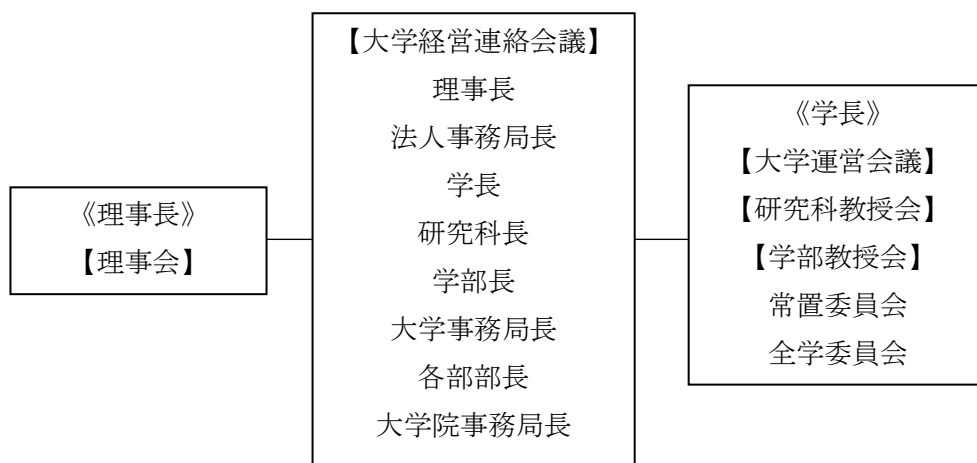 《理事長》
【理事会】
【大学経営連絡会議】
理事長
法人事務局長
学長
研究科長
学部長
大学事務局長
各部部長
大学院事務局長
《学長》
【大学運営会議】
【研究科教授会】
【学部教授会】
常置委員会
全学委員会